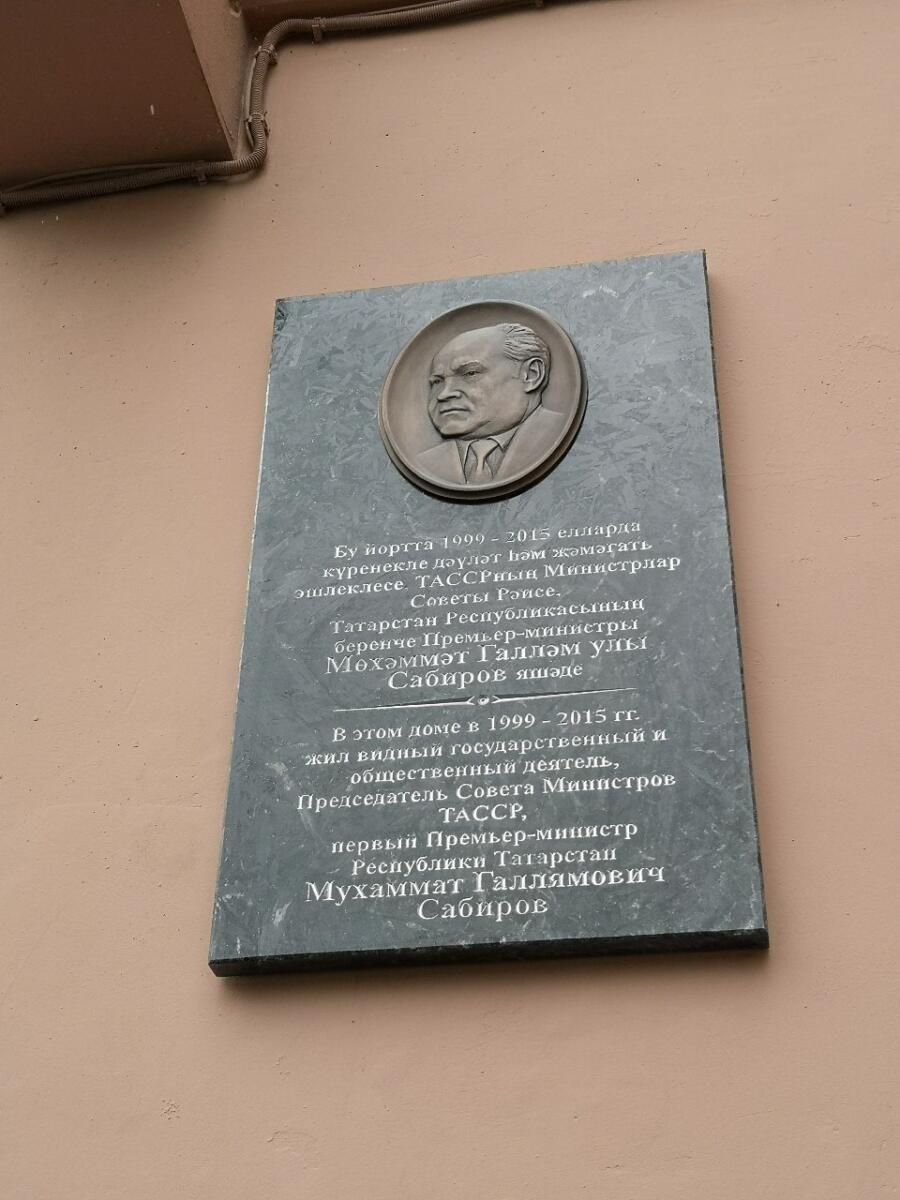 Бу йортта 1999 - 2015 елларда
күренекле дәүләт һәм җәмәгать
эшлеклесе, ТАССРның Министрлар
Советы Рәисе,
Татарстан Республикасының
беренче Премьер-министры
Мөхәммәт Галләм улы
Сабиров яшәде
В этом доме в 1999 - 2015 гг.
жил видный государственный и
общественный деятель,
Председатель Совета Министров
ТАССР,
первый Премьер-министр
Республики Татарстан
Мухаммат Галлямович
Сабиров